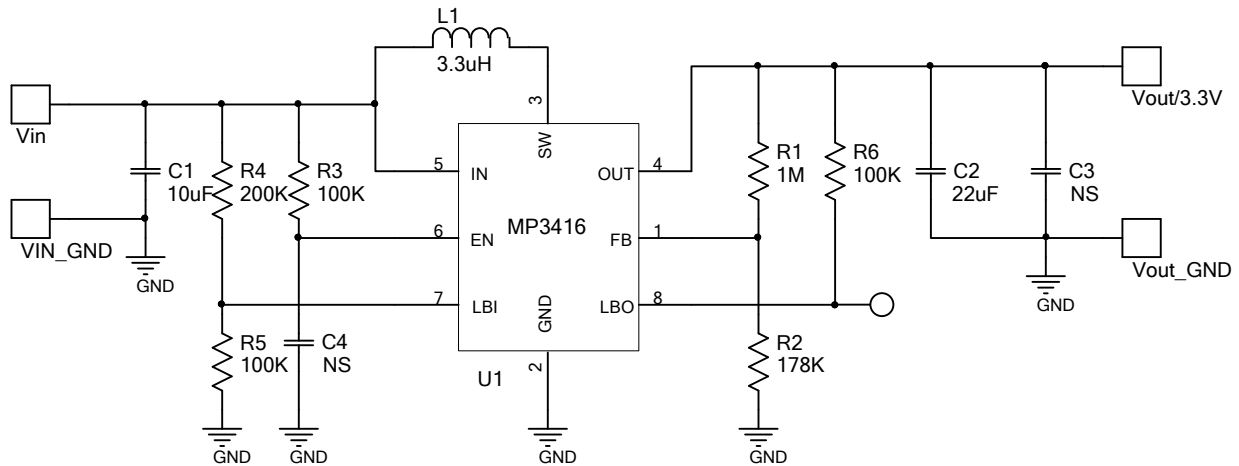 L1
3.3uH
3
SW
Vin
VIN_GND
C1
10uF
R4
200K
R3
100K
5
IN
OUT
4
R1
1M
R6
100K
C2
22uF
C3
NS
Vout/3.3V
MP3416
6
EN
FB
1
Vout_GND
GND
GND
7
LBI
GND
LBO
8
R5
100K
C4
NS
U1
2
R2
178K
GND
GND
GND
GND